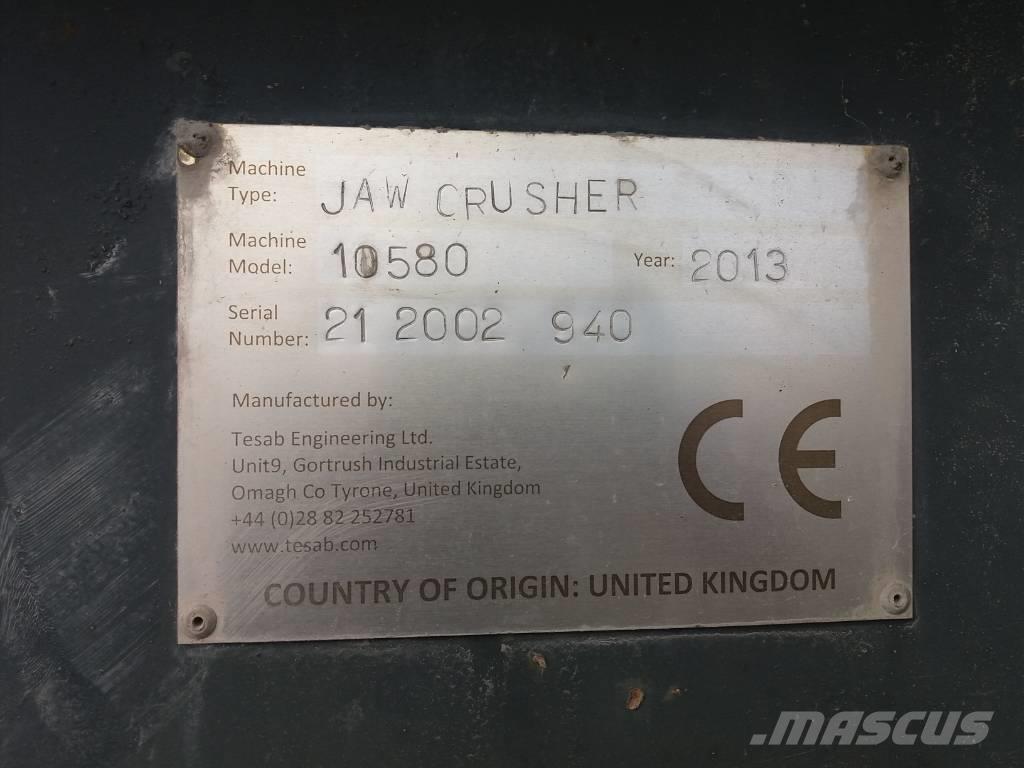 Machine Type: JAW CRUSHER
Machine Model: 10580 Year: 2013
Serial Number: 21 2002 940
Manufactured by:
Tesab Engineering Ltd.
Unit9, Gortrush Industrial Estate,
Omagh Co Tyrone, United Kingdom
+44 (0)28 82 252781
www.tesab.com
CE
COUNTRY OF ORIGIN: UNITED KINGDOM
.MASCUS